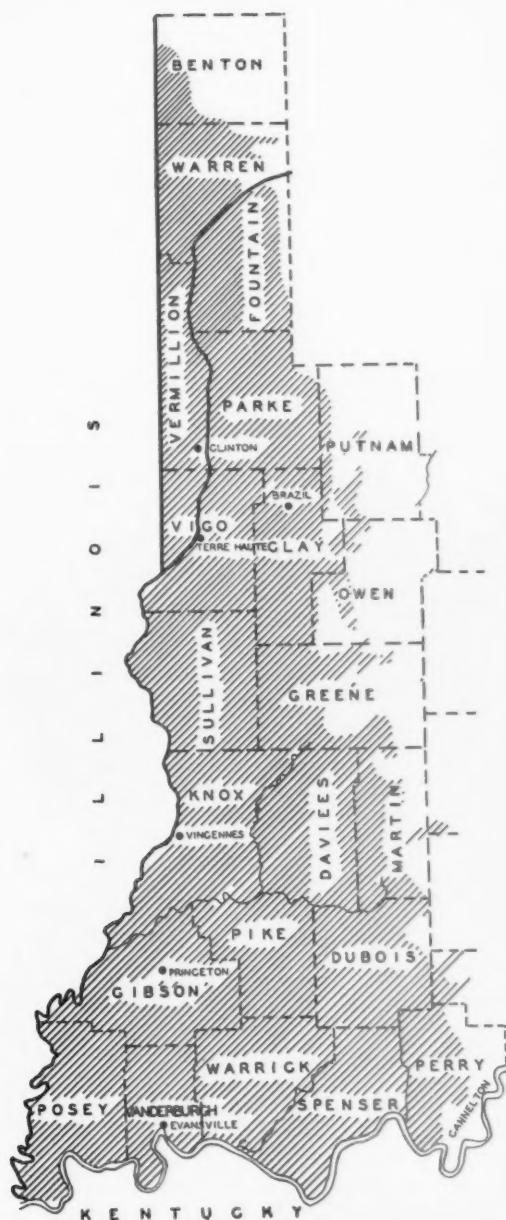 BENTON
WARREN
FOUNTAIN
VERMILLION
PARKE
CLINTON
PUTNAM
BRAZIL
VIGO
TERRE HAUTE
CLAY
OWEN
ILLINOIS
SULLIVAN
GREENE
KNOX
VINCENNES
DAVIEES
MARTIN
PIKE
DUBOIS
PRINCETON
GIBSON
WARRICK
PERRY
POSEY
VANDERBURGH
EVANSVILLE
SPENSER
CANNELTON
KENTUCKY